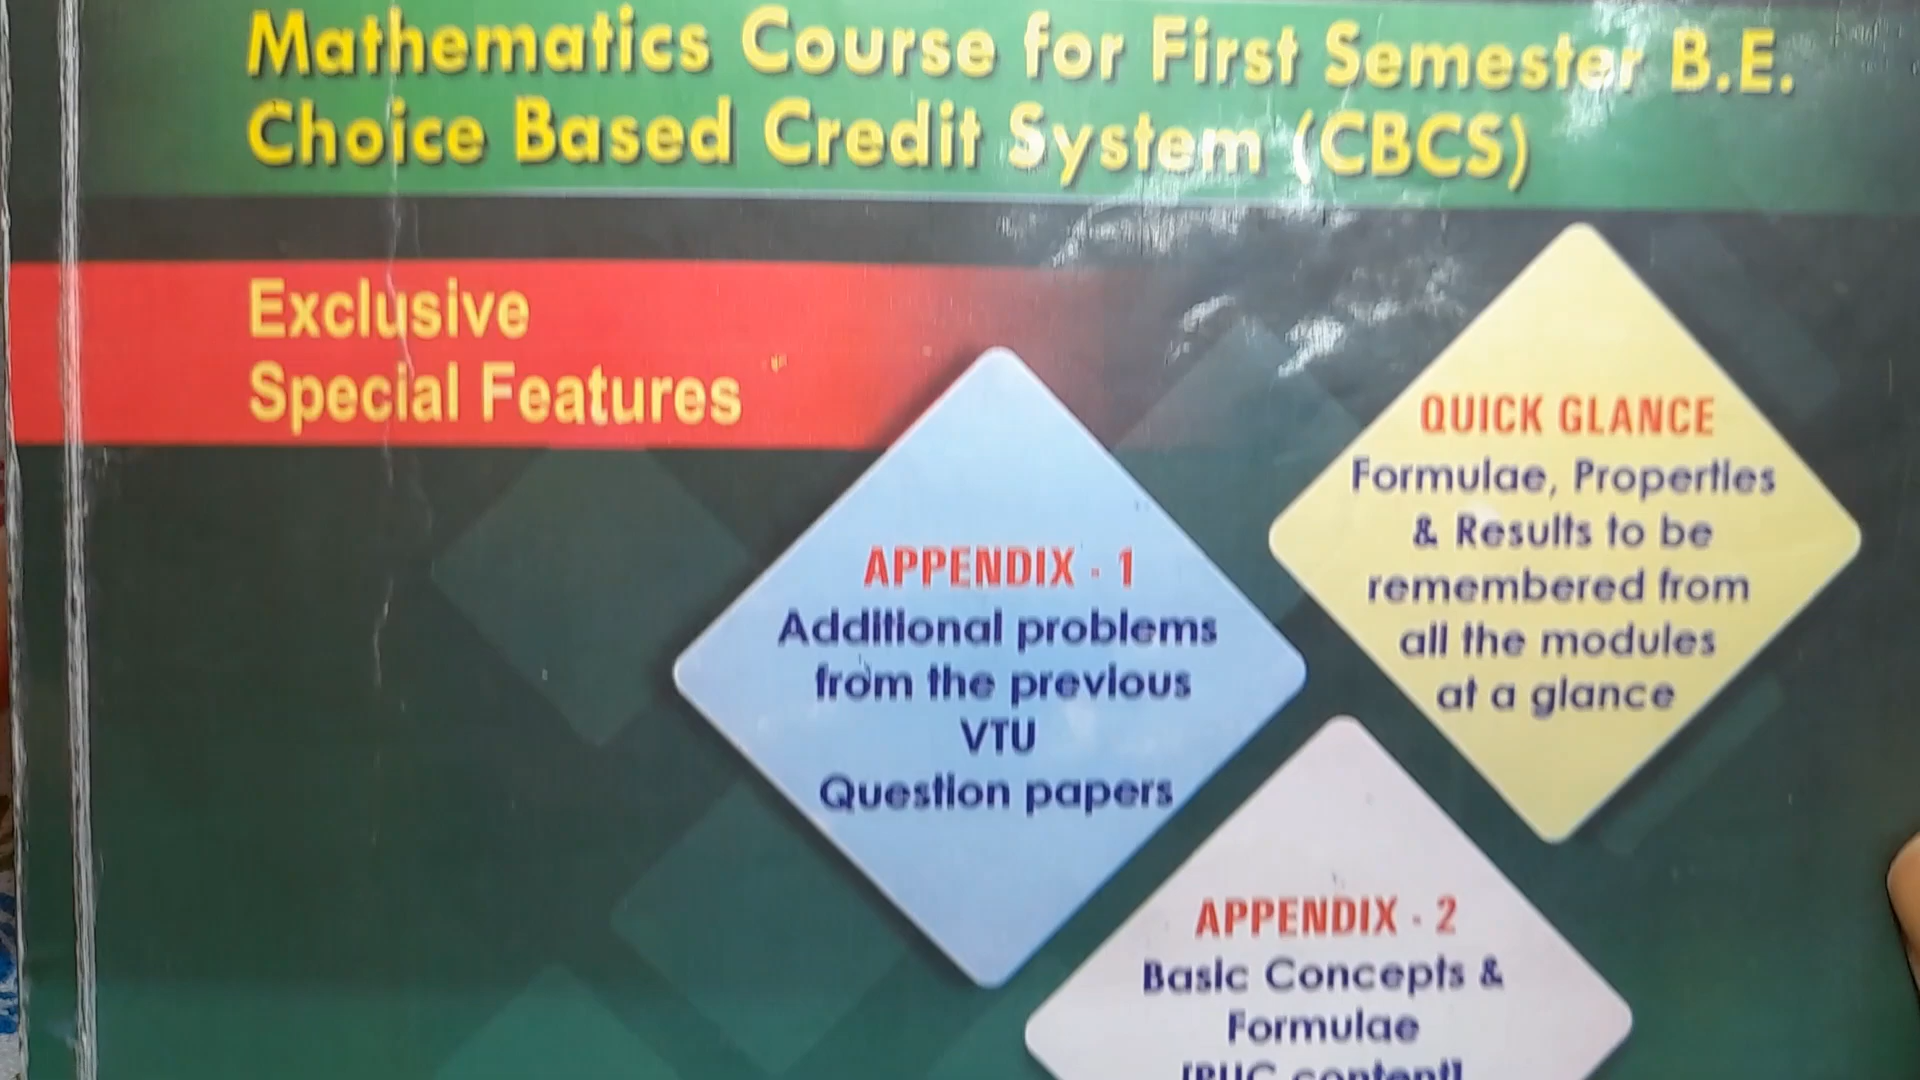 Mathematics Course for First Semester B.E.
Choice Based Credit System (CBCS)
Exclusive
Special Features
QUICK GLANCE
Formulae, Properties
& Results to be
remembered from
all the modules
at a glance
APPENDIX - 1
Additional problems
from the previous
VTU
Question papers
APPENDIX - 2
Basic Concepts &
Formulae
[PUC content]